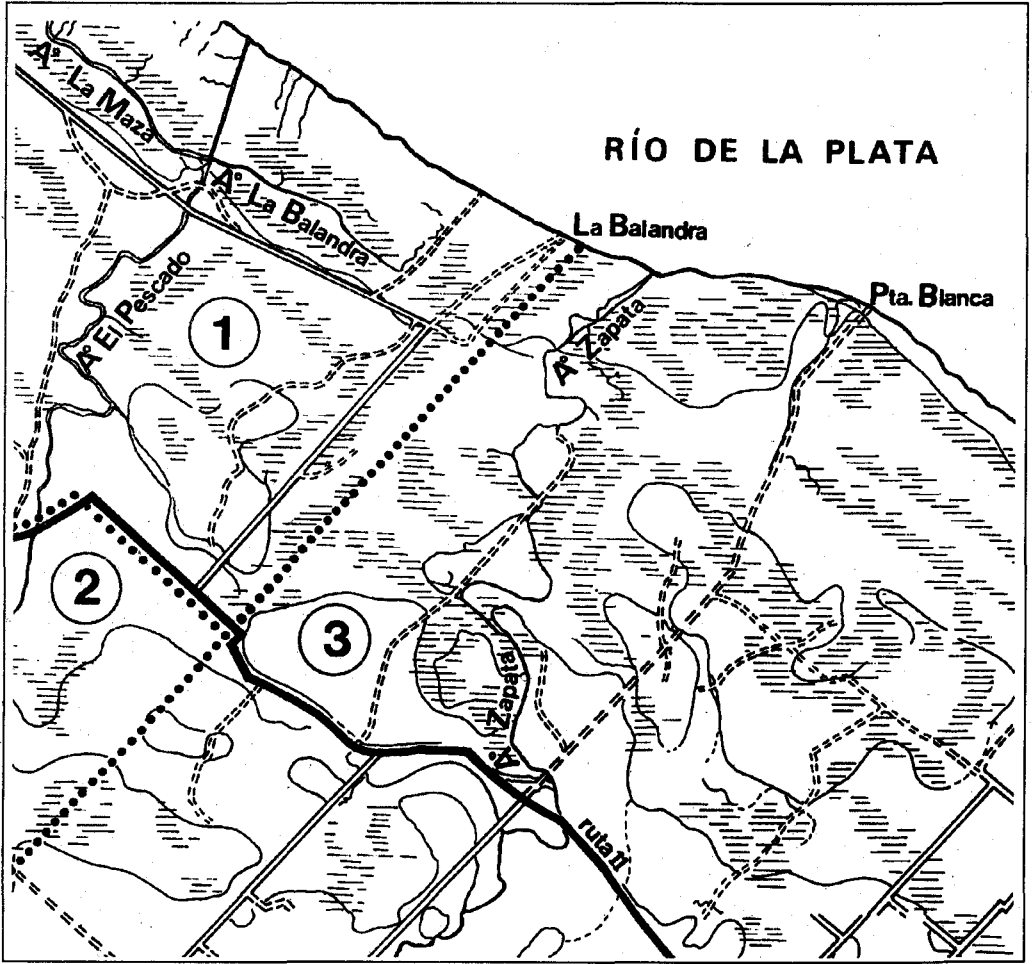 Aº La Maza
RÍO DE LA PLATA
Aº La Balandra
La Balandra
Aº El Pescado
Aº Zapata
Pta. Blanca
1
2
3
Aº Zapata
ruta 11